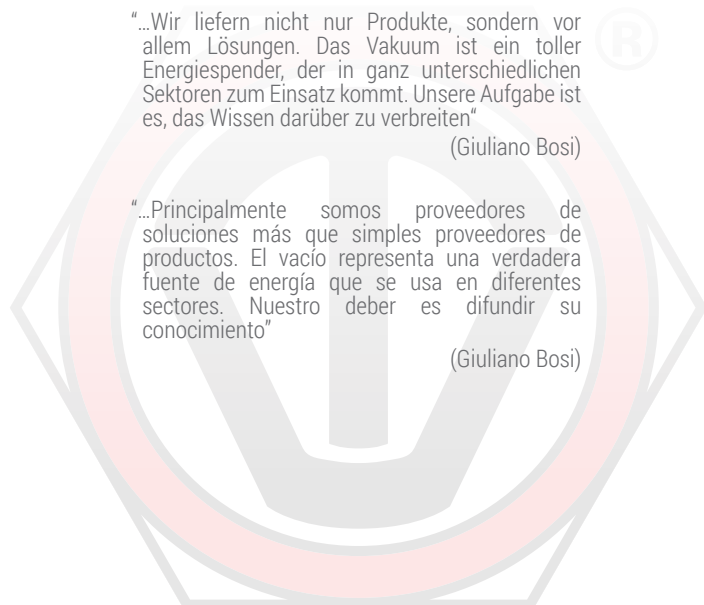 “...Wir liefern nicht nur Produkte, sondern vor
allem Lösungen. Das Vakuum ist ein toller
Energiespender, der in ganz unterschiedlichen
Sektoren zum Einsatz kommt. Unsere Aufgabe ist
es, das Wissen darüber zu verbreiten“
(Giuliano Bosi)
“...Principalmente somos proveedores de
soluciones más que simples proveedores de
productos. El vacío representa una verdadera
fuente de energía que se usa en diferentes
sectores. Nuestro deber es difundir su
conocimiento”
(Giuliano Bosi)
®